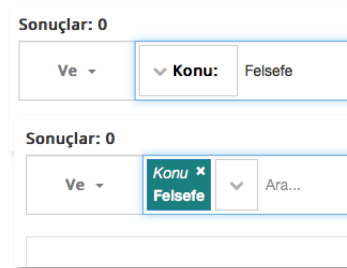 Sonuçlar: 0
Ve Konu: Felsefe
Sonuçlar: 0
Ve Konu × Ara...
Felsefe